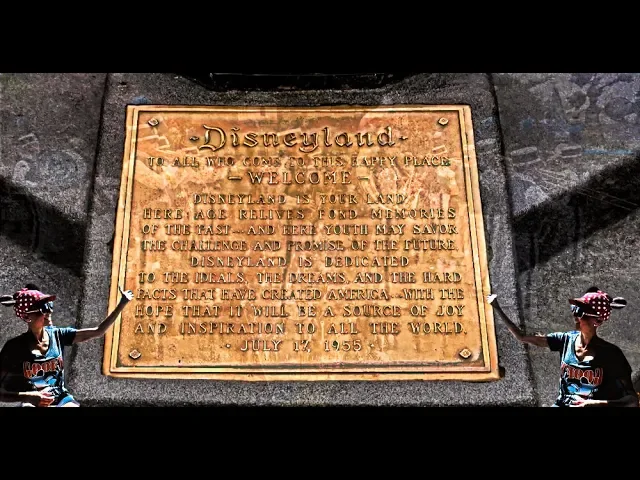 Disneyland
TO ALL WHO COME TO THIS HAPPY PLACE
— WELCOME —
DISNEYLAND IS YOUR LAND
HERE AGE RELIVES FOND MEMORIES
OF THE PAST... AND HERE YOUTH MAY SAVOR
THE CHALLENGE AND PROMISE OF THE FUTURE.
DISNEYLAND IS DEDICATED
TO THE IDEALS, THE DREAMS, AND THE HARD
FACTS THAT HAVE CREATED AMERICA... WITH THE
HOPE THAT IT WILL BE A SOURCE OF JOY
AND INSPIRATION TO ALL THE WORLD.
· JULY 17, 1955 ·